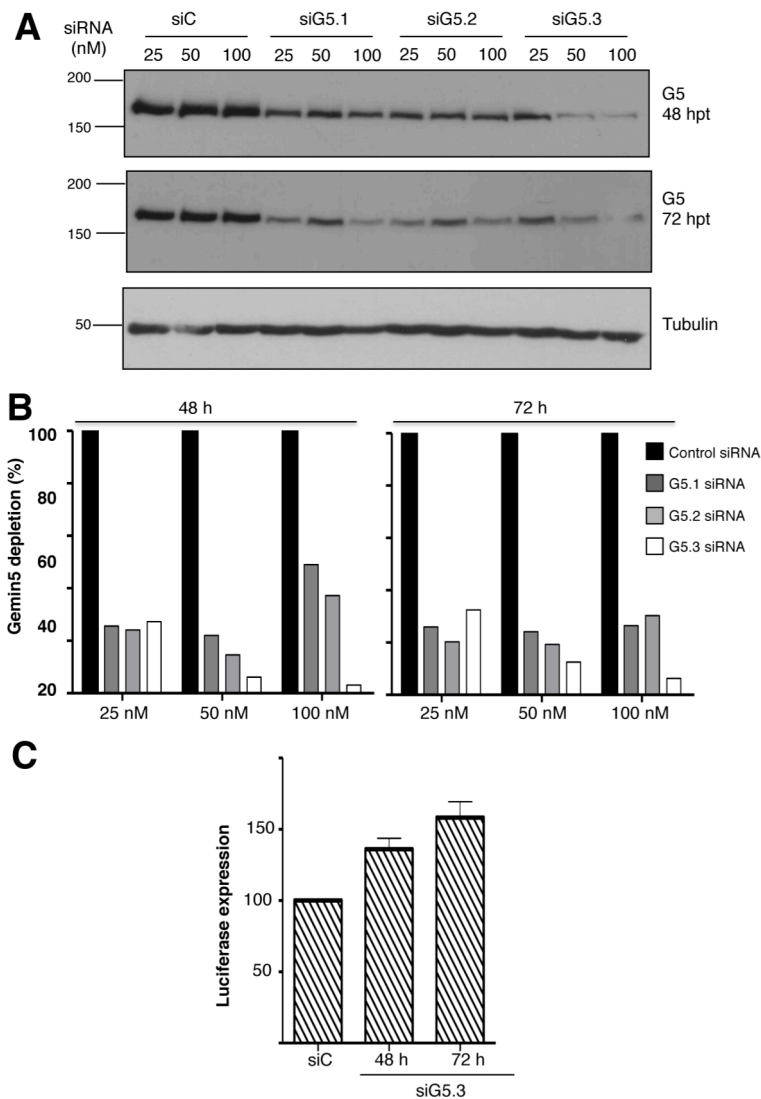 A
siRNA
(nM)
siC siG5.1 siG5.2 siG5.3
25 50 100 25 50 100 25 50 100 25 50 100
200
150
G5
48 hpt
200
150
G5
72 hpt
50
Tubulin
B
48 h 72 h
Gemin5 depletion (%)
100
80
60
40
20
Control siRNA
G5.1 siRNA
G5.2 siRNA
G5.3 siRNA
25 nM 50 nM 100 nM 25 nM 50 nM 100 nM
C
Luciferase expression
150
100
50
siC 48 h 72 h
siG5.3